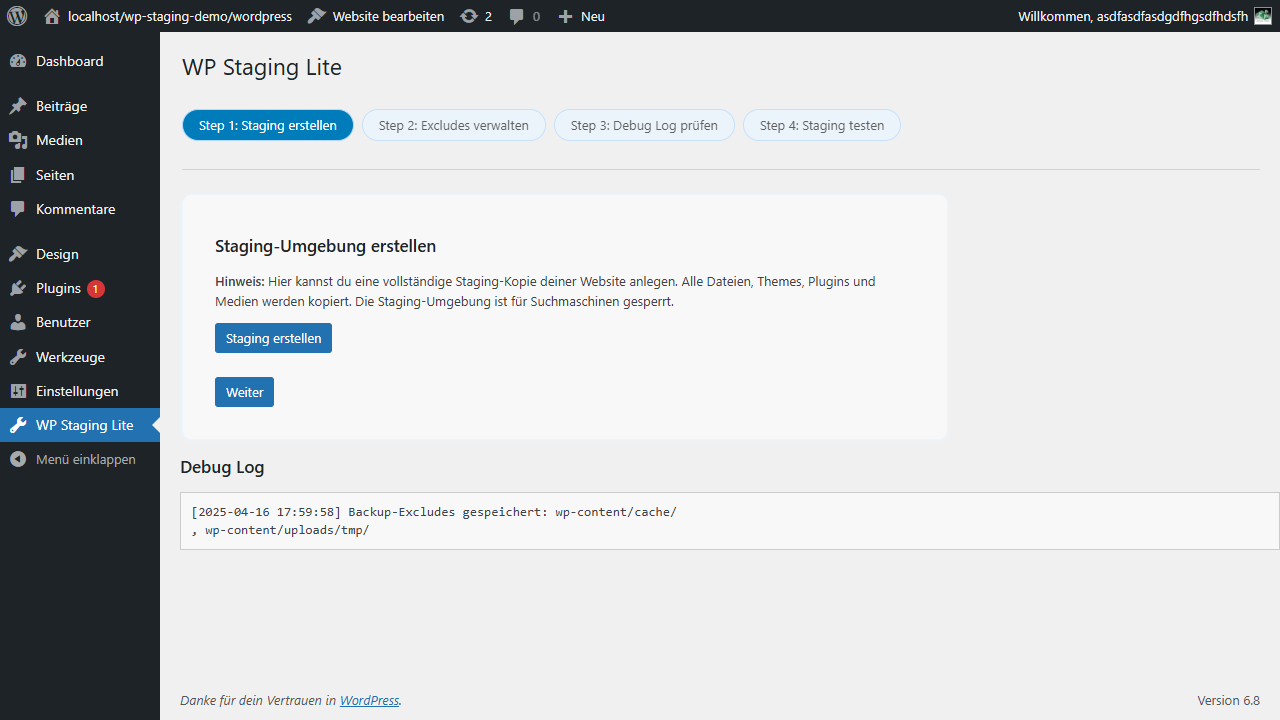 localhost/wp-staging-demo/wordpress Website bearbeiten 2 0 Neu Willkommen, asdfasdfasdgdfhgsdfhdsfh
Dashboard
Beiträge
Medien
Seiten
Kommentare
Design
Plugins 1
Benutzer
Werkzeuge
Einstellungen
WP Staging Lite
Menü einklappen
WP Staging Lite
Step 1: Staging erstellen Step 2: Excludes verwalten Step 3: Debug Log prüfen Step 4: Staging testen
Staging-Umgebung erstellen
Hinweis: Hier kannst du eine vollständige Staging-Kopie deiner Website anlegen. Alle Dateien, Themes, Plugins und
Medien werden kopiert. Die Staging-Umgebung ist für Suchmaschinen gesperrt.
Staging erstellen
Weiter
Debug Log
[2025-04-16 17:59:58] Backup-Excludes gespeichert: wp-content/cache/
, wp-content/uploads/tmp/
Danke für dein Vertrauen in WordPress. Version 6.8